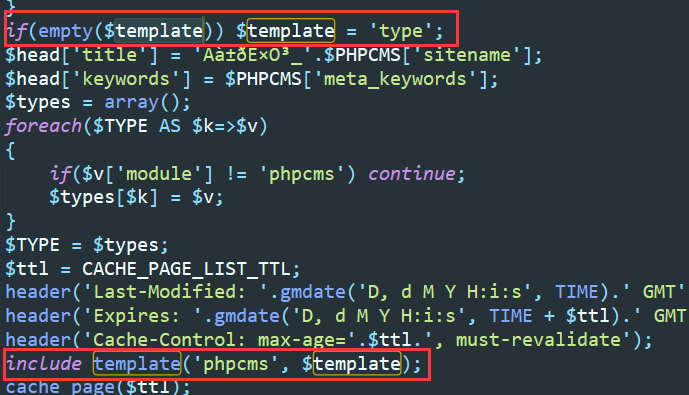 }
if(empty($template)) $template = 'type';
$head['title'] = 'Àà±ðÊ×Ò³_'.$PHPCMS['sitename'];
$head['keywords'] = $PHPCMS['meta_keywords'];
$types = array();
foreach($TYPE AS $k=>$v)
{
if($v['module'] != 'phpcms') continue;
$types[$k] = $v;
}
$TYPE = $types;
$ttl = CACHE_PAGE_LIST_TTL;
header('Last-Modified: '.gmdate('D, d M Y H:i:s', TIME).' GMT'
header('Expires: '.gmdate('D, d M Y H:i:s', TIME + $ttl).' GMT
header('Cache-Control: max-age='.$ttl.', must-revalidate');
include template('phpcms', $template);
cache_page($ttl);